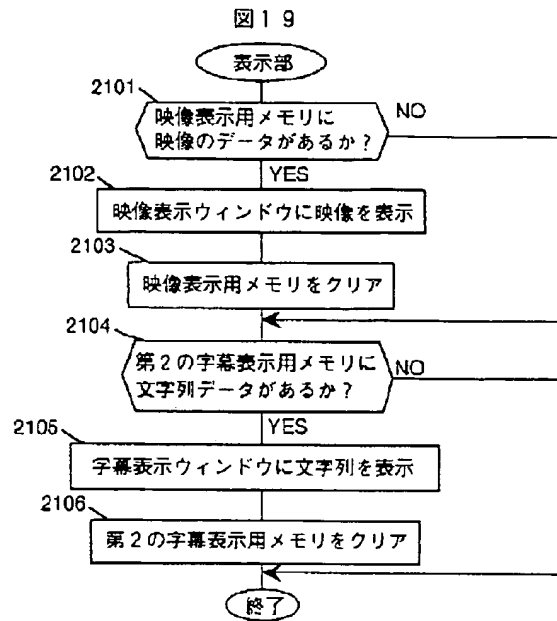 図19
表示部
2101
映像表示用メモリに
映像のデータがあるか？
NO
YES
2102
映像表示ウィンドウに映像を表示
2103
映像表示用メモリをクリア
2104
第2の字幕表示用メモリに
文字列データがあるか？
NO
YES
2105
字幕表示ウィンドウに文字列を表示
2106
第2の字幕表示用メモリをクリア
終了